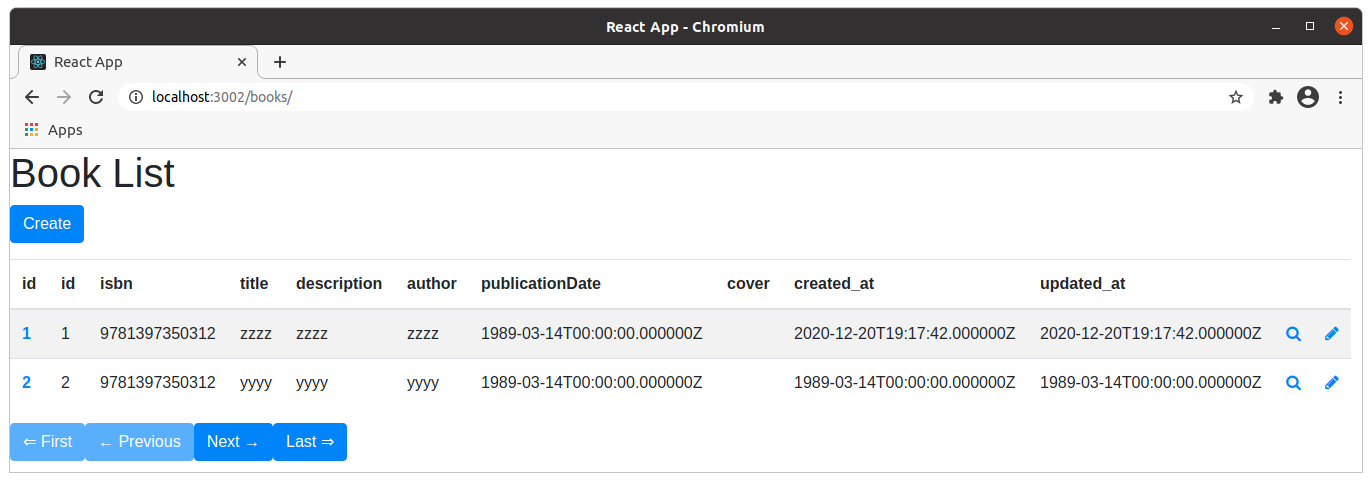 React App - Chromium
React App
localhost:3002/books/
Apps
Book List
Create
id id isbn title description author publicationDate cover created_at updated_at
1 1 9781397350312 zzzz zzzz zzzz 1989-03-14T00:00:00.000000Z 2020-12-20T19:17:42.000000Z 2020-12-20T19:17:42.000000Z
2 2 9781397350312 yyyy yyyy yyyy 1989-03-14T00:00:00.000000Z 1989-03-14T00:00:00.000000Z 1989-03-14T00:00:00.000000Z
⇐ First ← Previous Next → Last ⇒